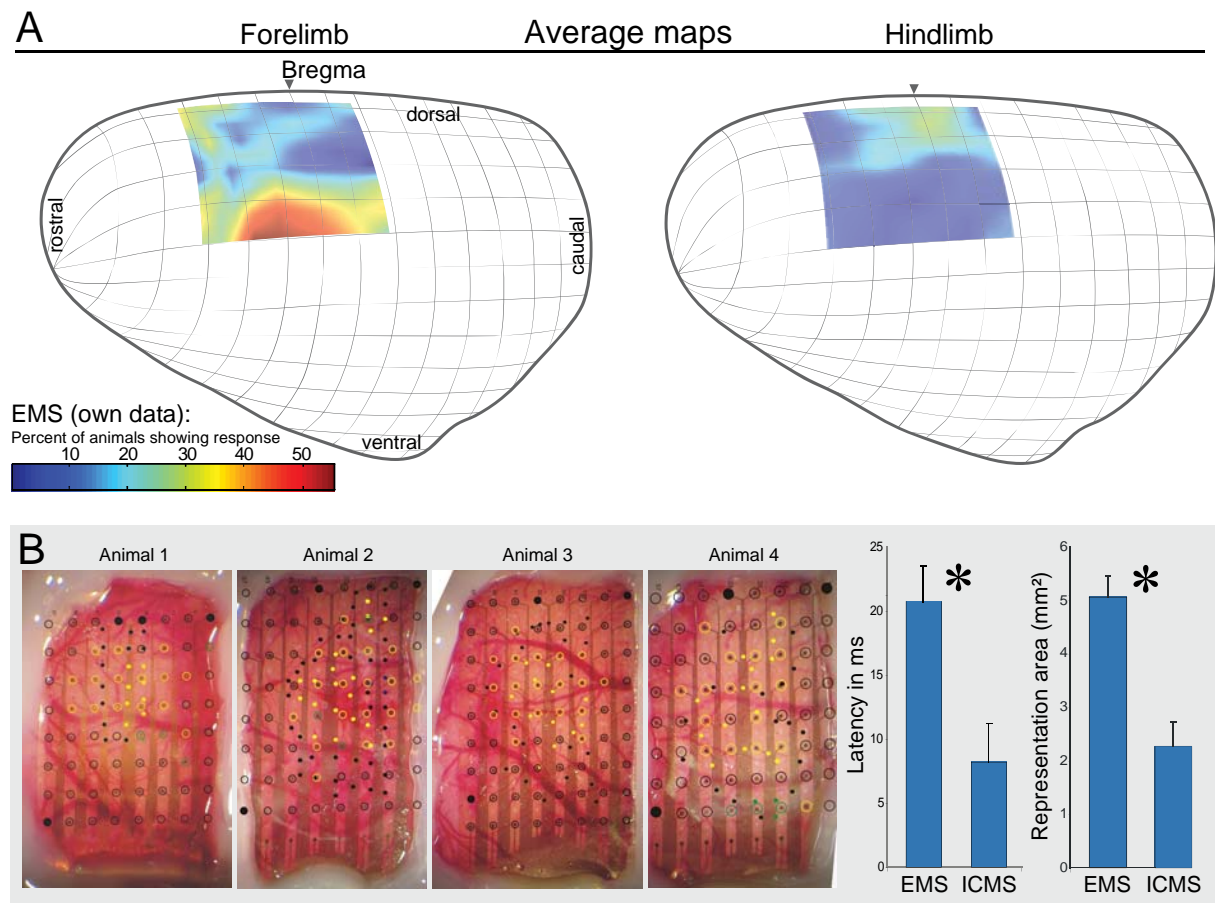 A
Forelimb
Average maps
Hindlimb
Bregma
dorsal
rostral
caudal
ventral
EMS (own data):
Percent of animals showing response
10 20 30 40 50
B
Animal 1
Animal 2
Animal 3
Animal 4
Latency in ms
25
20
15
10
5
0
EMS ICMS
*
Representation area (mm²)
6
5
4
3
2
1
0
EMS ICMS
*